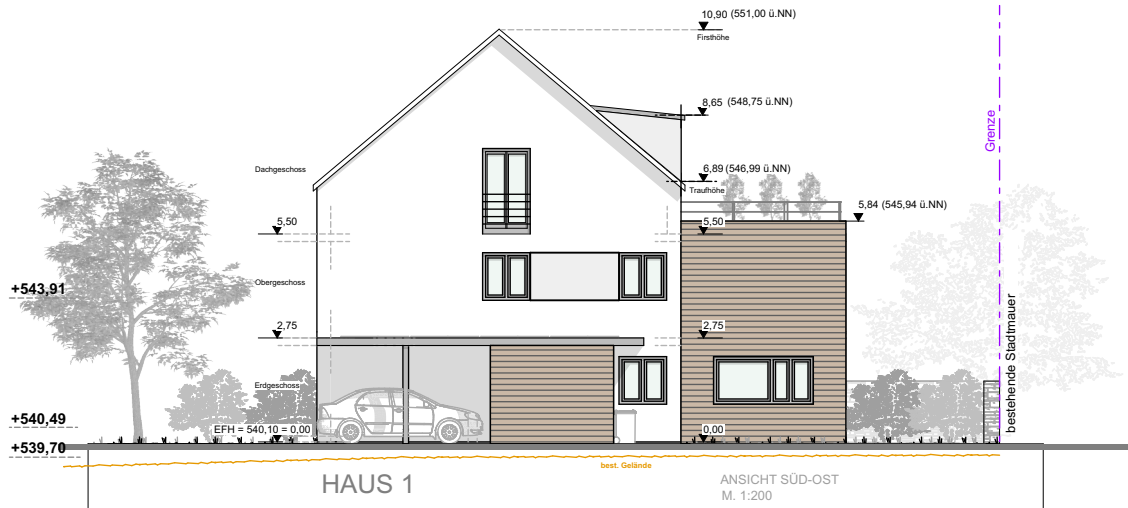 10,90 (551,00 ü.NN)
Firsthöhe
8,65 (548,75 ü.NN)
Grenze
Dachgeschoss
6,89 (546,99 ü.NN)
Traufhöhe
5,84 (545,94 ü.NN)
5,50
5,50
Obergeschoss
+543,91
2,75
2,75
bestehende Stadtmauer
Erdgeschoss
+540,49
EFH = 540,10 = 0,00
0,00
+539,70
best. Gelände
HAUS 1
ANSICHT SÜD-OST
M. 1:200